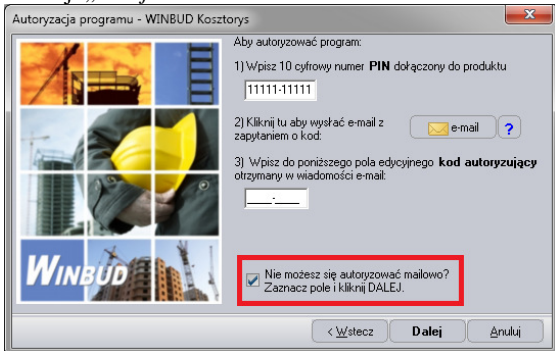 Autoryzacja programu - WINBUD Kosztorys
Aby autoryzować program:
1) Wpisz 10 cyfrowy numer PIN dołączony do produktu
11111-11111
2) Kliknij tu aby wysłać e-mail z
zapytaniem o kod:
e-mail ?
3) Wpisz do poniższego pola edycyjnego kod autoryzujący
otrzymany w wiadomości e-mail:
____-____
WINBUD
Nie możesz się autoryzować mailowo?
Zaznacz pole i kliknij DALEJ.
< Wstecz Dalej Anuluj